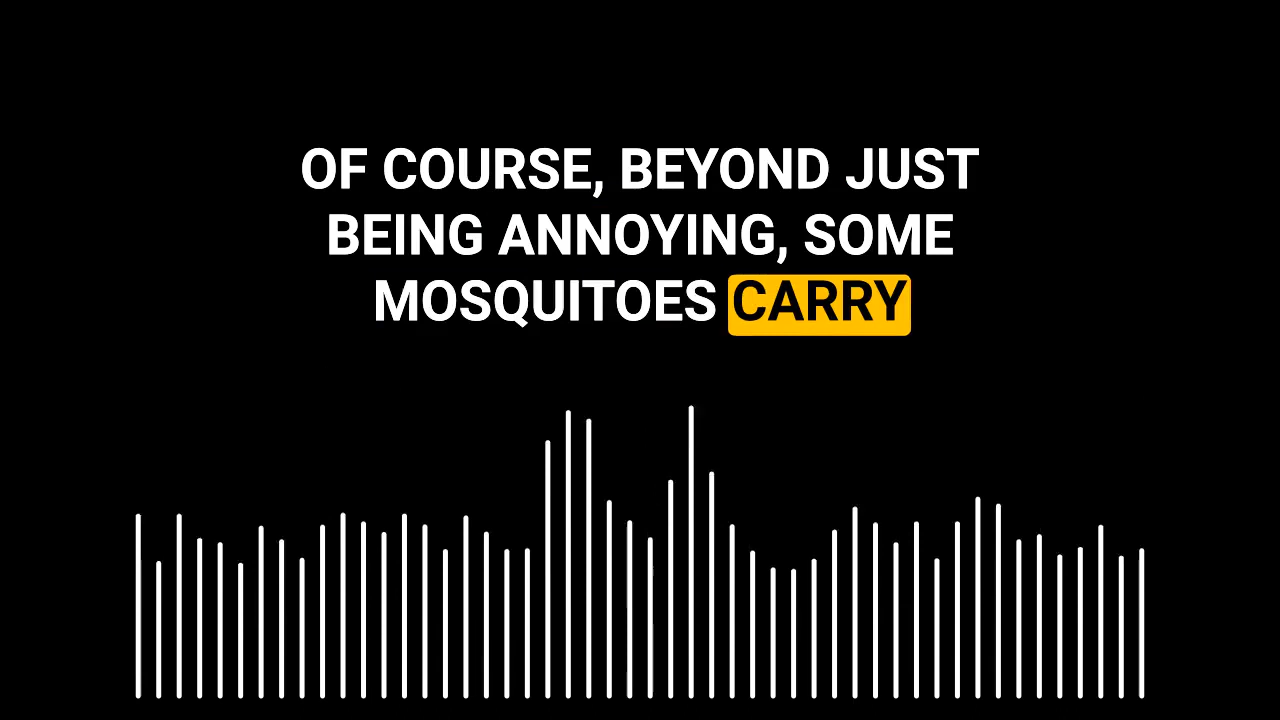 OF COURSE, BEYOND JUST
BEING ANNOYING, SOME
MOSQUITOES CARRY